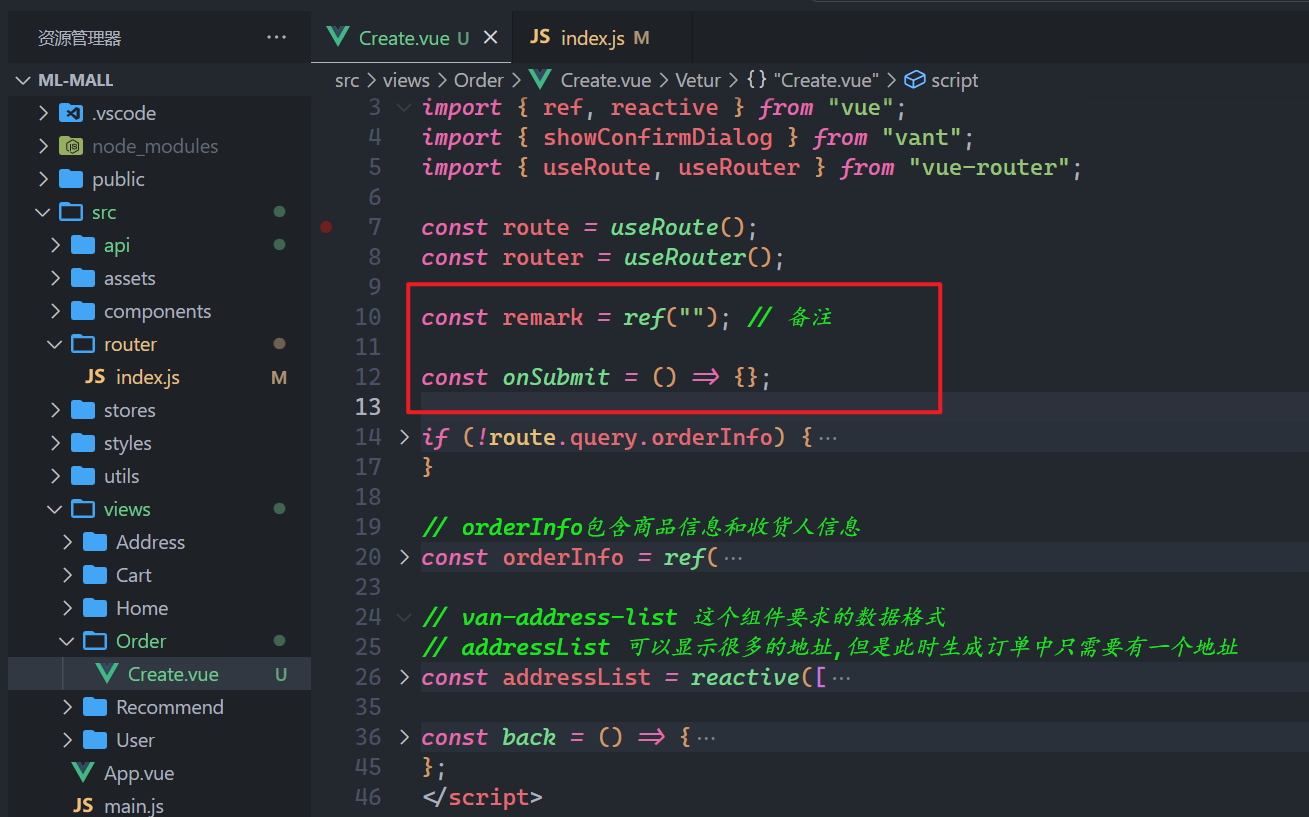 资源管理器 ···
Create.vue U ×
JS index.js M
ML-MALL
src > views > Order > Create.vue > Vetur > {} "Create.vue" > script
.vscode
node_modules
public
src
api
assets
components
router
JS index.js M
stores
styles
utils
views
Address
Cart
Home
Order
Create.vue U
Recommend
User
App.vue
JS main.js
3 import { ref, reactive } from "vue";
4 import { showConfirmDialog } from "vant";
5 import { useRoute, useRouter } from "vue-router";
6
7 const route = useRoute();
8 const router = useRouter();
9
10 const remark = ref(""); // 备注
11
12 const onSubmit = () => {};
13
14 if (!route.query.orderInfo) { ···
17 }
18
19 // orderInfo包含商品信息和收货人信息
20 const orderInfo = ref( ···
23
24 // van-address-list 这个组件要求的数据格式
25 // addressList 可以显示很多的地址,但是此时生成订单中只需要有一个地址
26 const addressList = reactive([ ···
35
36 const back = () => { ···
45 };
46 </script>